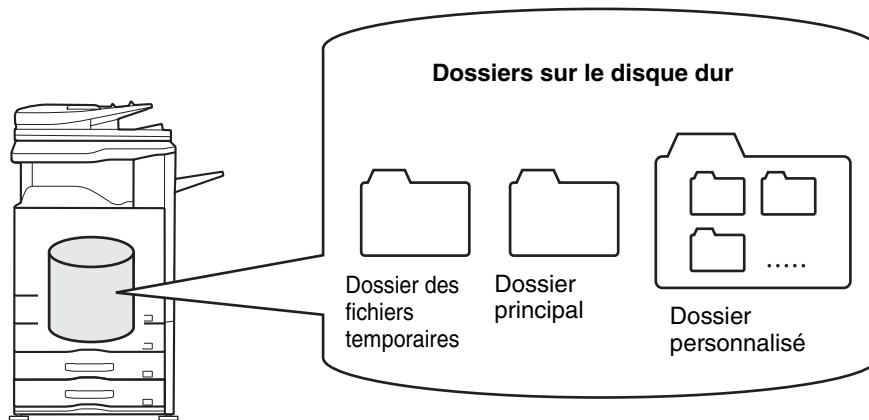 Dossiers sur le disque dur
Dossier des
fichiers
temporaires
Dossier
principal
.....
Dossier
personnalisé